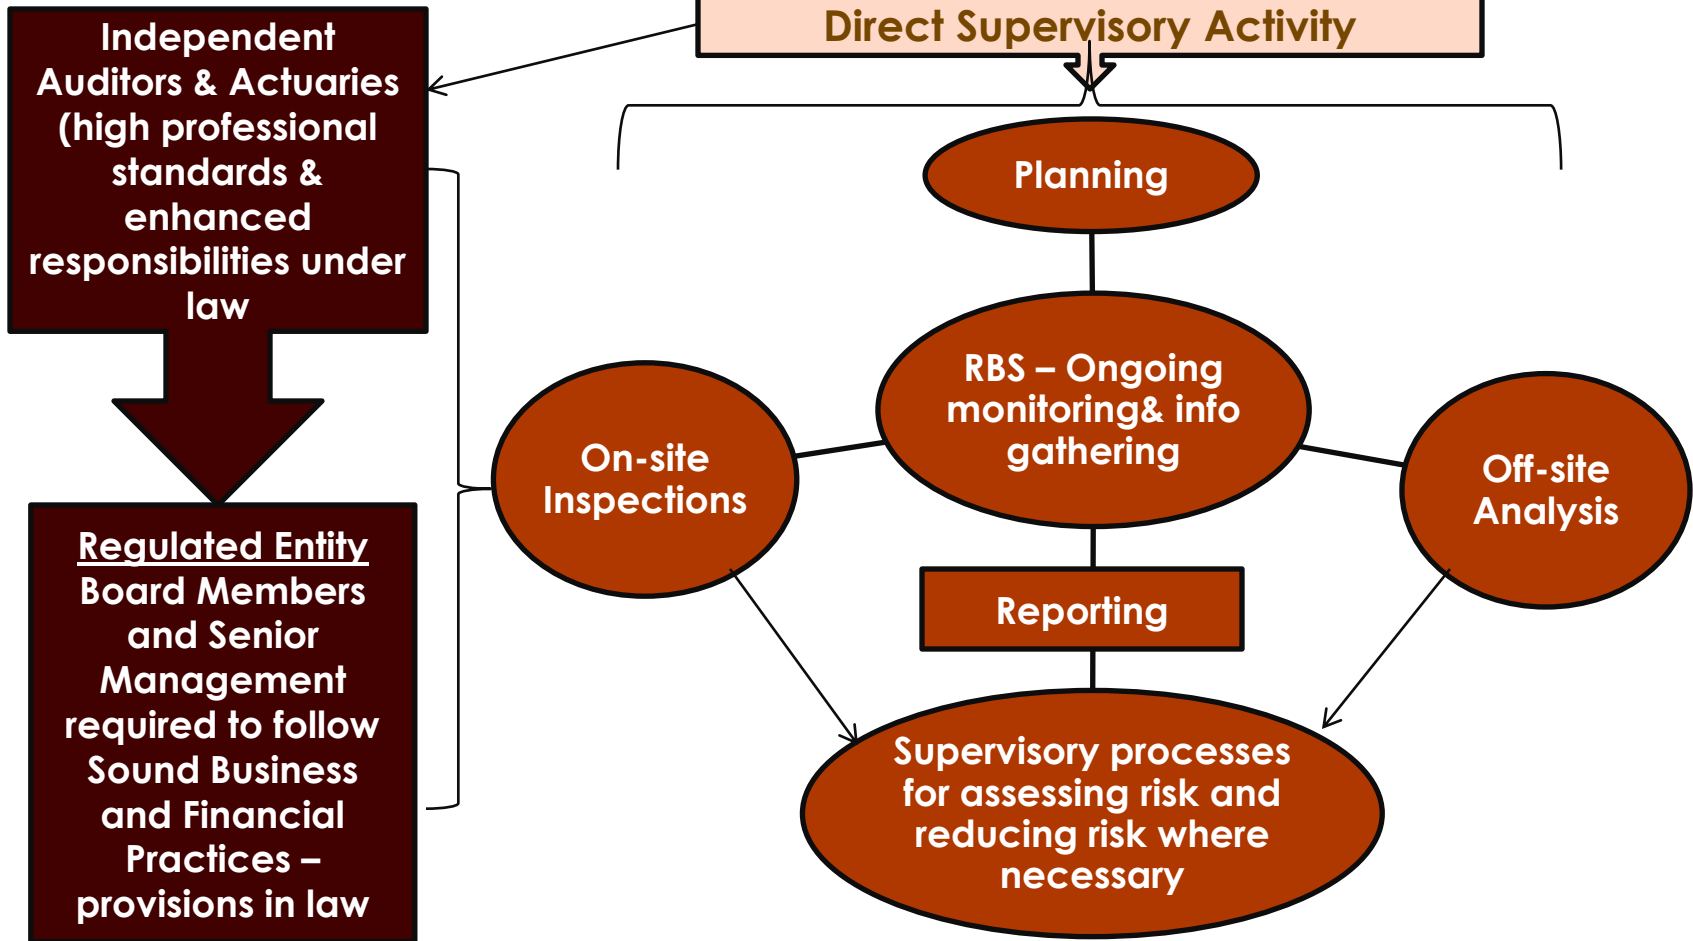 Direct Supervisory Activity
Independent
Auditors & Actuaries
(high professional
standards &
enhanced
responsibilities under
law
Planning
RBS – Ongoing
monitoring& info
gathering
On-site
Inspections
Off-site
Analysis
Reporting
Regulated Entity
Board Members
and Senior
Management
required to follow
Sound Business
and Financial
Practices –
provisions in law
Supervisory processes
for assessing risk and
reducing risk where
necessary